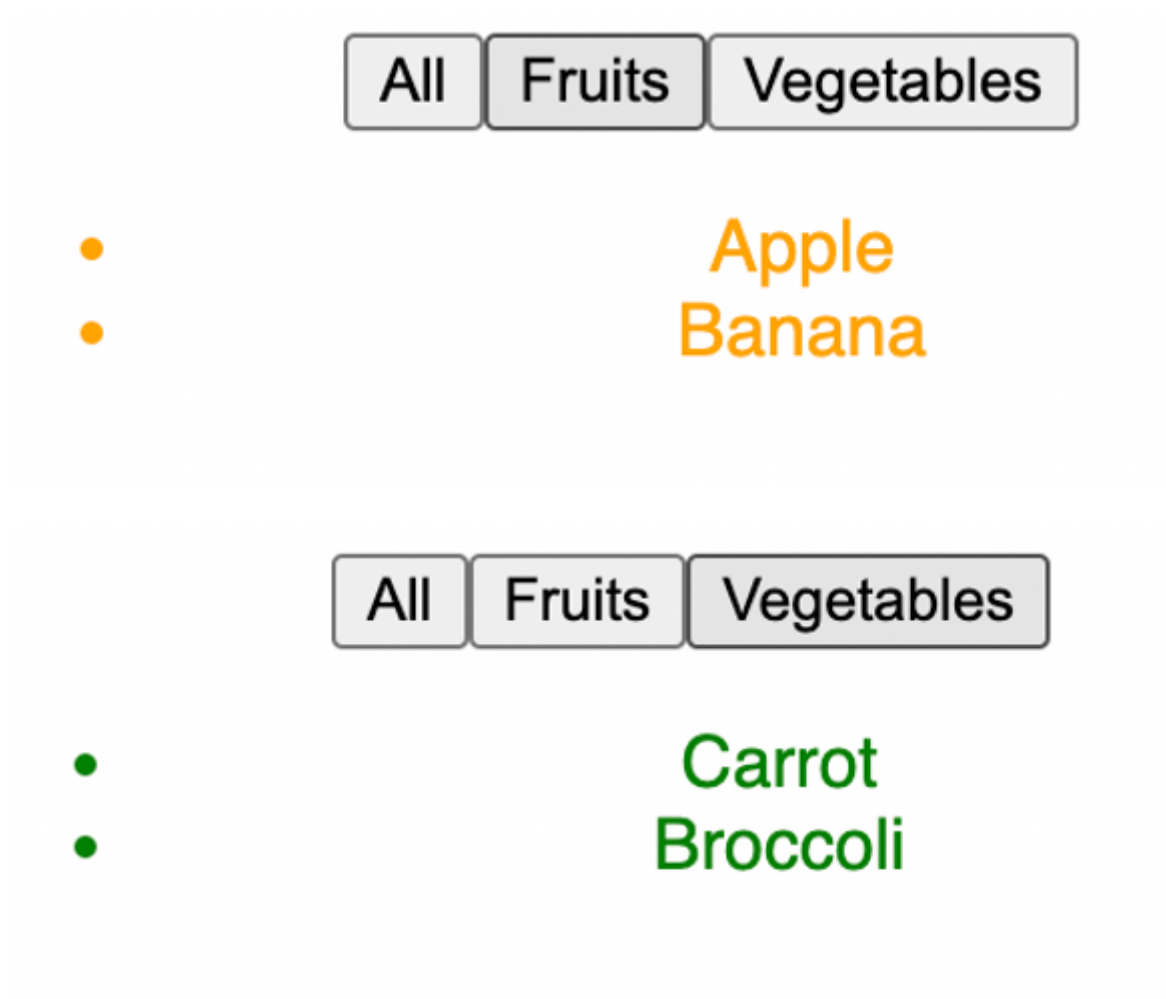 All Fruits Vegetables
Apple
Banana
All Fruits Vegetables
Carrot
Broccoli